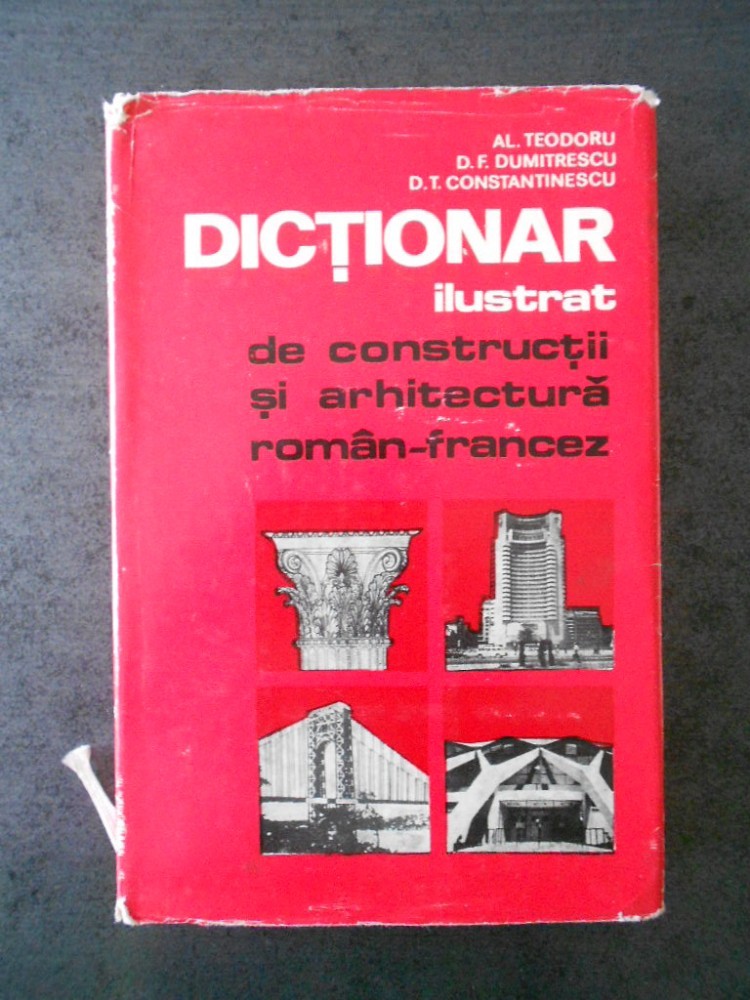 AL. TEODORU
D. F. DUMITRESCU
D. T. CONSTANTINESCU
DICȚIONAR
ilustrat
de construcții
și arhitectură
român-francez